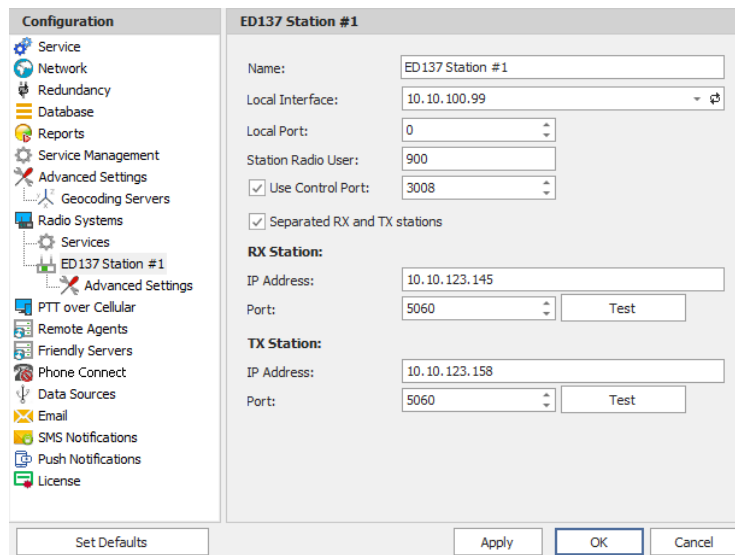 Configuration
Service
Network
Redundancy
Database
Reports
Service Management
Advanced Settings
Geocoding Servers
Radio Systems
Services
ED137 Station #1
Advanced Settings
PTT over Cellular
Remote Agents
Friendly Servers
Phone Connect
Data Sources
Email
SMS Notifications
Push Notifications
License
Set Defaults
ED137 Station #1
Name: ED137 Station #1
Local Interface: 10.10.100.99
Local Port: 0
Station Radio User: 900
Use Control Port: 3008
Separated RX and TX stations
RX Station:
IP Address: 10.10.123.145
Port: 5060 Test
TX Station:
IP Address: 10.10.123.158
Port: 5060 Test
Apply OK Cancel